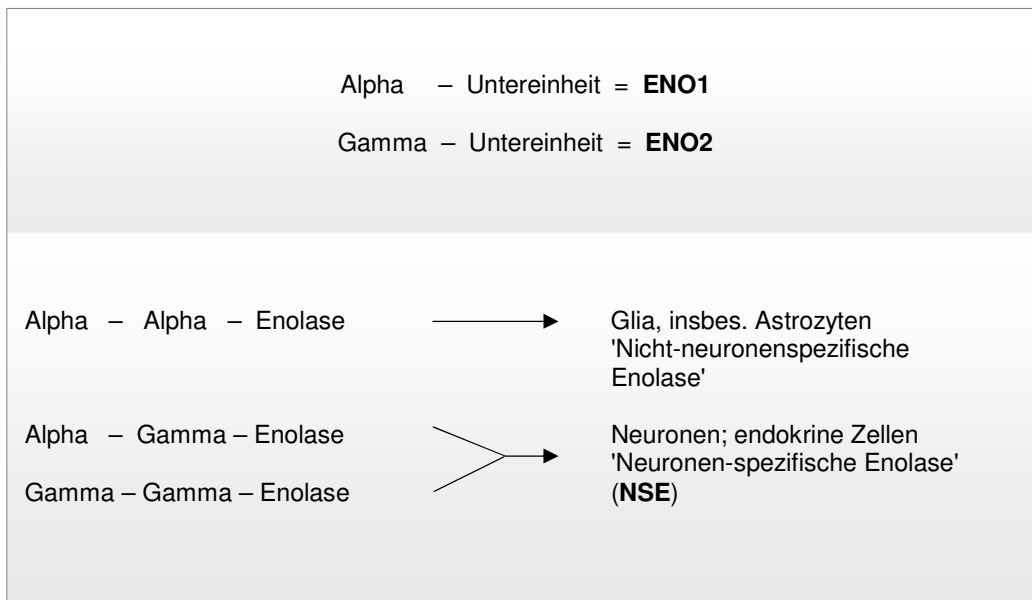 Alpha – Untereinheit = ENO1
Gamma – Untereinheit = ENO2
Alpha – Alpha – Enolase
Glia, insbes. Astrozyten
'Nicht-neuronenspezifische
Enolase'
Alpha – Gamma – Enolase
Gamma – Gamma – Enolase
Neuronen; endokrine Zellen
'Neuronen-spezifische Enolase'
(NSE)